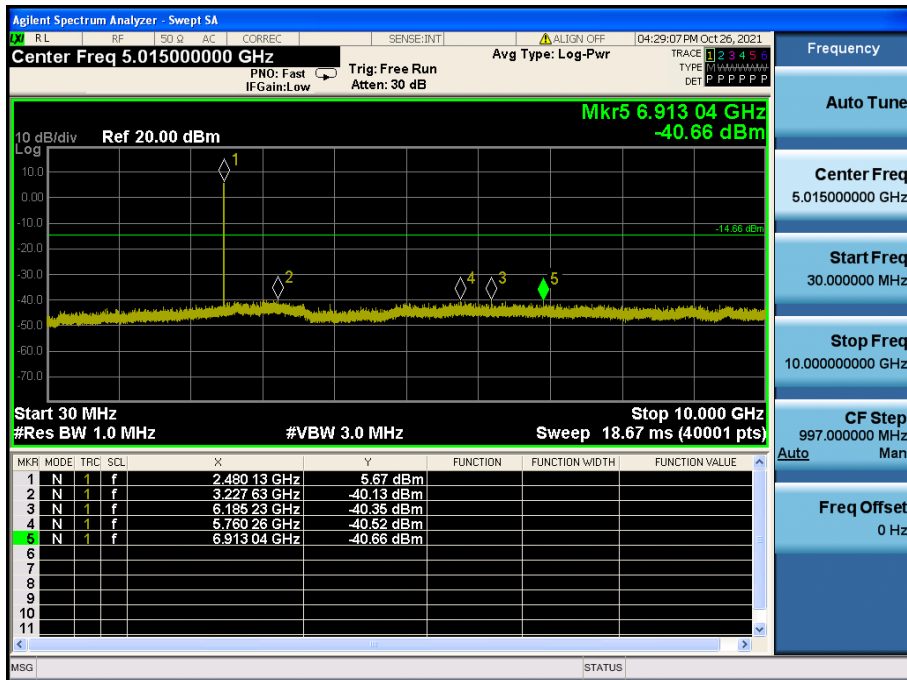 Agilent Spectrum Analyzer - Swept SA
LXI RL RF 50 Ω AC CORREC SENSE:INT ALIGN OFF 04:29:07 PM Oct 26, 2021
Center Freq 5.015000000 GHz
PNO: Fast
IFGain:Low
Trig: Free Run
Atten: 30 dB
Avg Type: Log-Pwr
TRACE 1 2 3 4 5 6
TYPE M WWWWW
DET P P P P P P
Mkr5 6.913 04 GHz
-40.66 dBm
10 dB/div Ref 20.00 dBm
Log
10.0
0.00
-10.0
-20.0
-30.0
-40.0
-50.0
-60.0
-70.0
1
2
4
3
5
-14.66 dBm
Start 30 MHz Stop 10.000 GHz
#Res BW 1.0 MHz #VBW 3.0 MHz Sweep 18.67 ms (40001 pts)
MKR MODE TRC SCL X Y FUNCTION FUNCTION WIDTH FUNCTION VALUE
1 N 1 f 2.480 13 GHz 5.67 dBm
2 N 1 f 3.227 63 GHz -40.13 dBm
3 N 1 f 6.185 23 GHz -40.35 dBm
4 N 1 f 5.760 26 GHz -40.52 dBm
5 N 1 f 6.913 04 GHz -40.66 dBm
6
7
8
9
10
11
MSG STATUS
Frequency
Auto Tune
Center Freq
5.015000000 GHz
Start Freq
30.000000 MHz
Stop Freq
10.000000000 GHz
CF Step
997.000000 MHz
Auto Man
Freq Offset
0 Hz